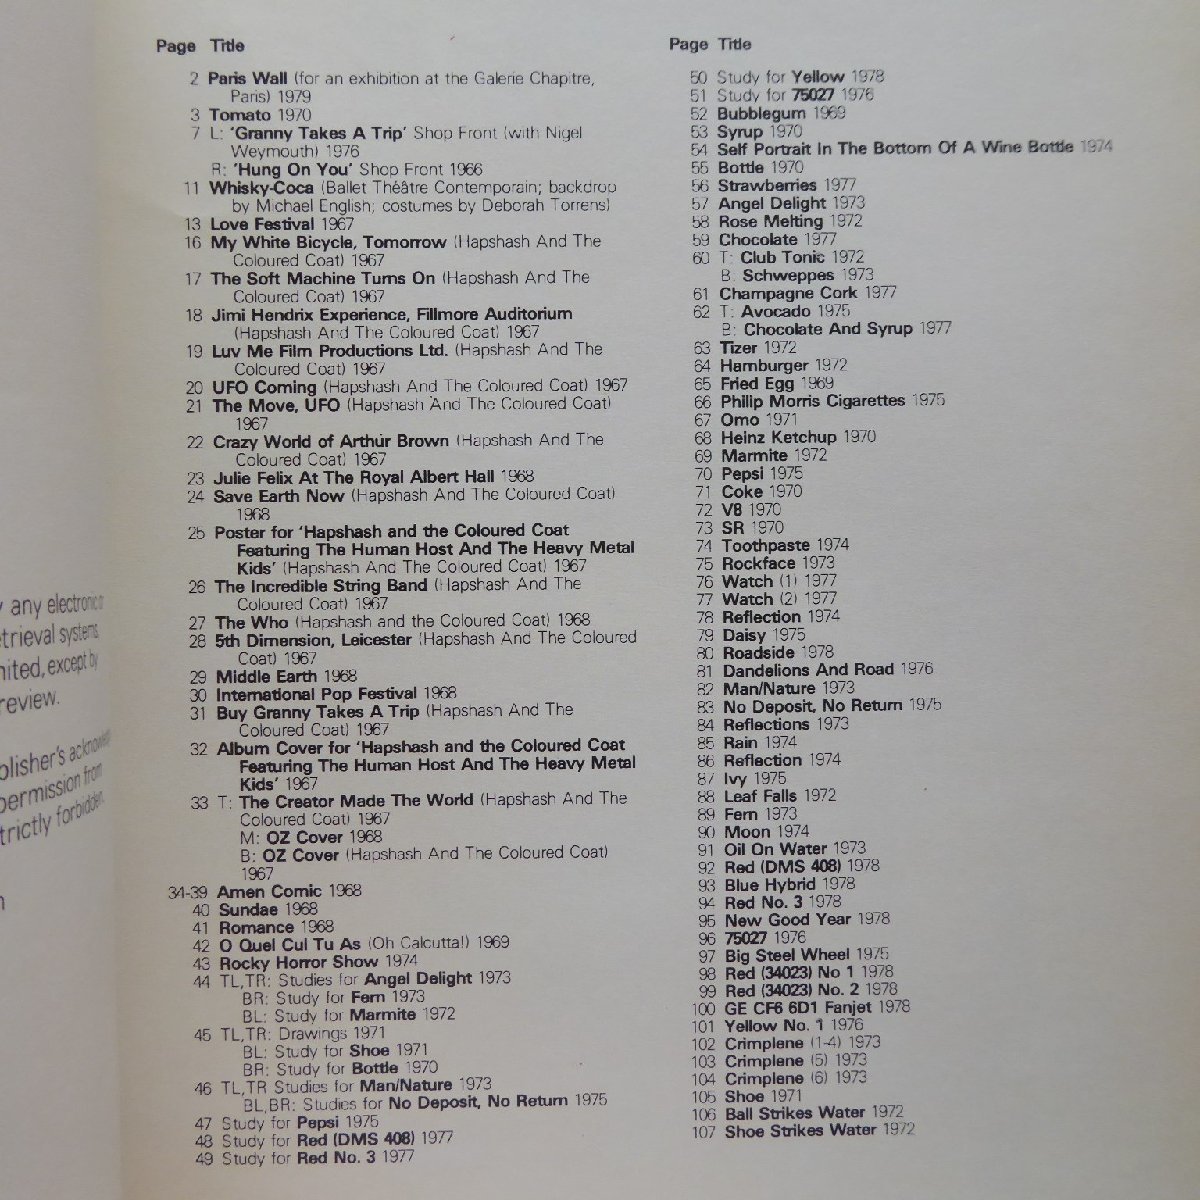 y any electronic or
etrieval systems
nited, except by
review.
blisher's acknow
permission from
trictly forbidden.
n
Page Title
2 Paris Wall (for an exhibition at the Galerie Chapitre,
Paris) 1979
3 Tomato 1970
7 L: 'Granny Takes A Trip' Shop Front (with Nigel
Weymouth) 1976
R: 'Hung On You' Shop Front 1966
11 Whisky-Coca (Ballet Théâtre Contemporain; backdrop
by Michael English; costumes by Deborah Torrens)
13 Love Festival 1967
16 My White Bicycle, Tomorrow (Hapshash And The
Coloured Coat) 1967
17 The Soft Machine Turns On (Hapshash And The
Coloured Coat) 1967
18 Jimi Hendrix Experience, Fillmore Auditorium
(Hapshash And The Coloured Coat) 1967
19 Luv Me Film Productions Ltd. (Hapshash And The
Coloured Coat) 1967
20 UFO Coming (Hapshash And The Coloured Coat) 1967
21 The Move, UFO (Hapshash And The Coloured Coat)
1967
22 Crazy World of Arthur Brown (Hapshash And The
Coloured Coat) 1967
23 Julie Felix At The Royal Albert Hall 1968
24 Save Earth Now (Hapshash And The Coloured Coat)
1968
25 Poster for 'Hapshash and the Coloured Coat
Featuring The Human Host And The Heavy Metal
Kids' (Hapshash And The Coloured Coat) 1967
26 The Incredible String Band (Hapshash And The
Coloured Coat) 1967
27 The Who (Hapshash and the Coloured Coat) 1968
28 5th Dimension, Leicester (Hapshash And The Coloured
Coat) 1967
29 Middle Earth 1968
30 International Pop Festival 1968
31 Buy Granny Takes A Trip (Hapshash And The
Coloured Coat) 1967
32 Album Cover for 'Hapshash and the Coloured Coat
Featuring The Human Host And The Heavy Metal
Kids' 1967
33 T: The Creator Made The World (Hapshash And The
Coloured Coat) 1967
M: OZ Cover 1968
B: OZ Cover (Hapshash And The Coloured Coat)
1967
34-39 Amen Comic 1968
40 Sundae 1968
41 Romance 1968
42 O Quel Cul Tu As (Oh Calcutta!) 1969
43 Rocky Horror Show 1974
44 TL,TR: Studies for Angel Delight 1973
BR: Study for Fern 1973
BL: Study for Marmite 1972
45 TL,TR: Drawings 1971
BL: Study for Shoe 1971
BR: Study for Bottle 1970
46 TL,TR Studies for Man/Nature 1973
BL,BR: Studies for No Deposit, No Return 1975
47 Study for Pepsi 1975
48 Study for Red (DMS 408) 1977
49 Study for Red No. 3 1977
Page Title
50 Study for Yellow 1978
51 Study for 75027 1976
52 Bubblegum 1969
53 Syrup 1970
54 Self Portrait In The Bottom Of A Wine Bottle 1974
55 Bottle 1970
56 Strawberries 1977
57 Angel Delight 1973
58 Rose Melting 1972
59 Chocolate 1977
60 T: Club Tonic 1972
B: Schweppes 1973
61 Champagne Cork 1977
62 T: Avocado 1975
B: Chocolate And Syrup 1977
63 Tizer 1972
64 Hamburger 1972
65 Fried Egg 1969
66 Philip Morris Cigarettes 1975
67 Omo 1971
68 Heinz Ketchup 1970
69 Marmite 1972
70 Pepsi 1975
71 Coke 1970
72 V8 1970
73 SR 1970
74 Toothpaste 1974
75 Rockface 1973
76 Watch (1) 1977
77 Watch (2) 1977
78 Reflection 1974
79 Daisy 1975
80 Roadside 1978
81 Dandelions And Road 1976
82 Man/Nature 1973
83 No Deposit, No Return 1975
84 Reflections 1973
85 Rain 1974
86 Reflection 1974
87 Ivy 1975
88 Leaf Falls 1972
89 Fern 1973
90 Moon 1974
91 Oil On Water 1973
92 Red (DMS 408) 1978
93 Blue Hybrid 1978
94 Red No. 3 1978
95 New Good Year 1978
96 75027 1976
97 Big Steel Wheel 1975
98 Red (34023) No 1 1978
99 Red (34023) No. 2 1978
100 GE CF6 6D1 Fanjet 1978
101 Yellow No. 1 1976
102 Crimplene (1-4) 1973
103 Crimplene (5) 1973
104 Crimplene (6) 1973
105 Shoe 1971
106 Ball Strikes Water 1972
107 Shoe Strikes Water 1972